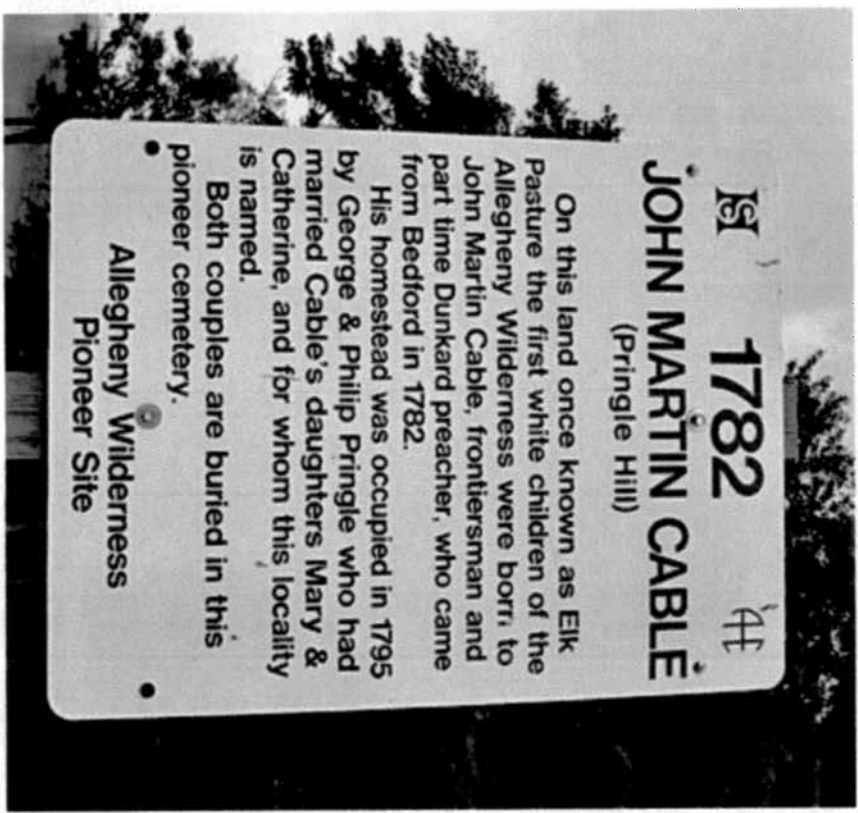 1782
JOHN MARTIN CABLE
(Pringle Hill)
On this land once known as Elk
Pasture the first white children of the
Allegheny Wilderness were born to
John Martin Cable, frontiersman and
part time Dunkard preacher, who came
from Bedford in 1782.
His homestead was occupied in 1795
by George & Philip Pringle who had
married Cable's daughters Mary &
Catherine, and for whom this locality
is named.
Both couples are buried in this
pioneer cemetery.
Allegheny Wilderness
Pioneer Site